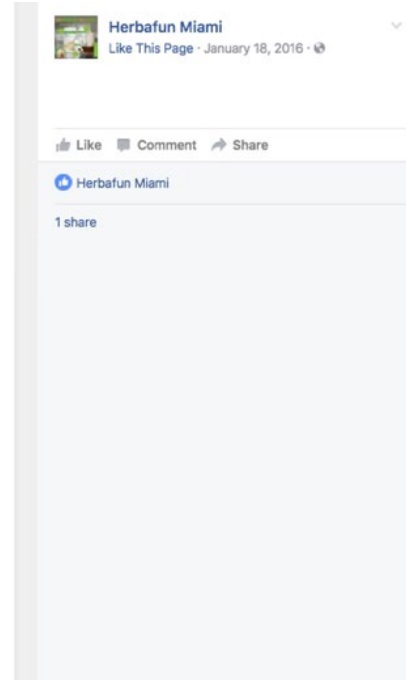 Herbafun Miami
Like This Page · January 18, 2016 ·
Like Comment Share
Herbafun Miami
1 share